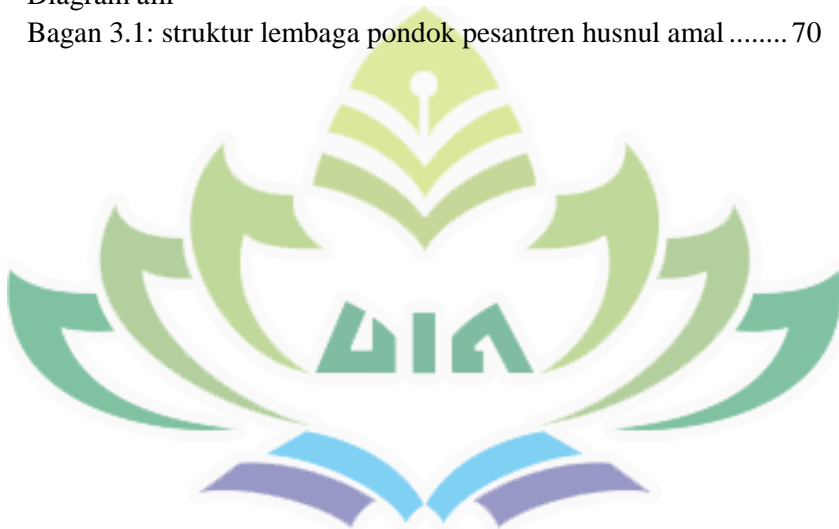 Bagan 3.1: struktur lembaga pondok pesantren husnul amal ........ 70